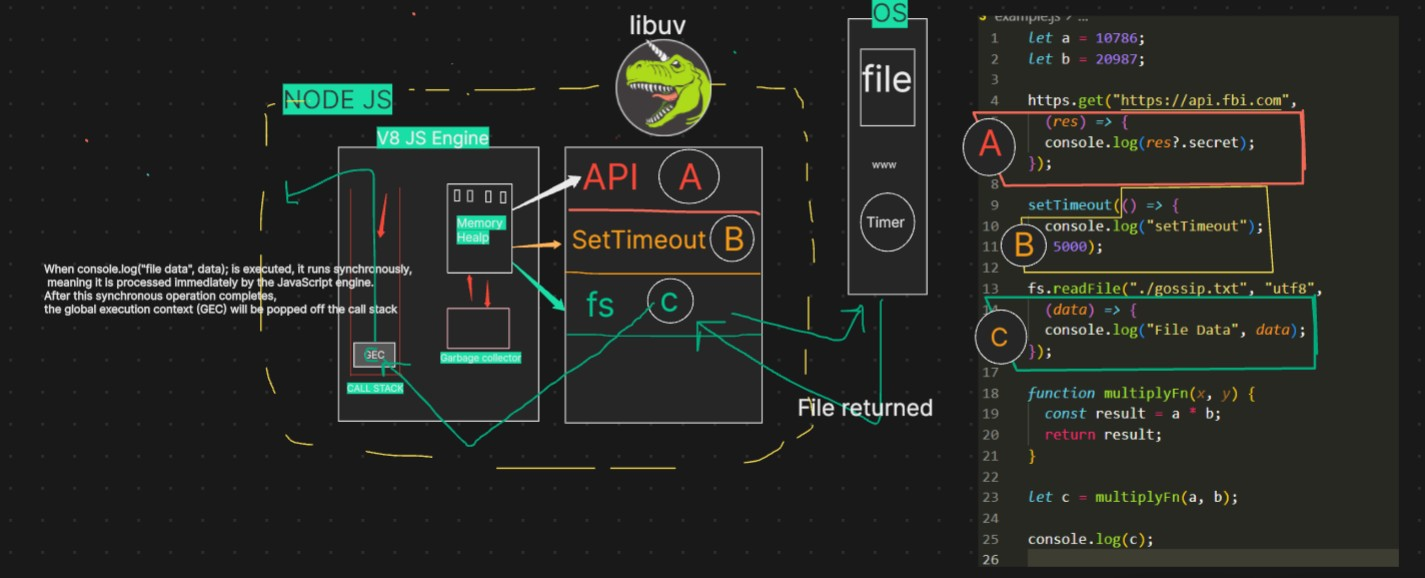 libuv
OS
NODE JS
V8 JS Engine
file
www
Timer
API
A
SetTimeout
B
fs
C
Memory
Healp
Garbage collector
When console.log("file data", data); is executed, it runs synchronously,
meaning it is processed immediately by the JavaScript engine.
After this synchronous operation completes,
the global execution context (GEC) will be popped off the call stack
GEC
CALL STACK
File returned
example.js > ...
1 let a = 10786;
2 let b = 20987;
3
4 https.get("https://api.fbi.com",
(res) => {
console.log(res?.secret);
});
A
8
9 setTimeout(() => {
10 console.log("setTimeout");
11 5000);
B
12
13 fs.readFile("./gossip.txt", "utf8",
14 (data) => {
console.log("File Data", data);
});
C
17
18 function multiplyFn(x, y) {
19 const result = a * b;
20 return result;
21 }
22
23 let c = multiplyFn(a, b);
24
25 console.log(c);
26